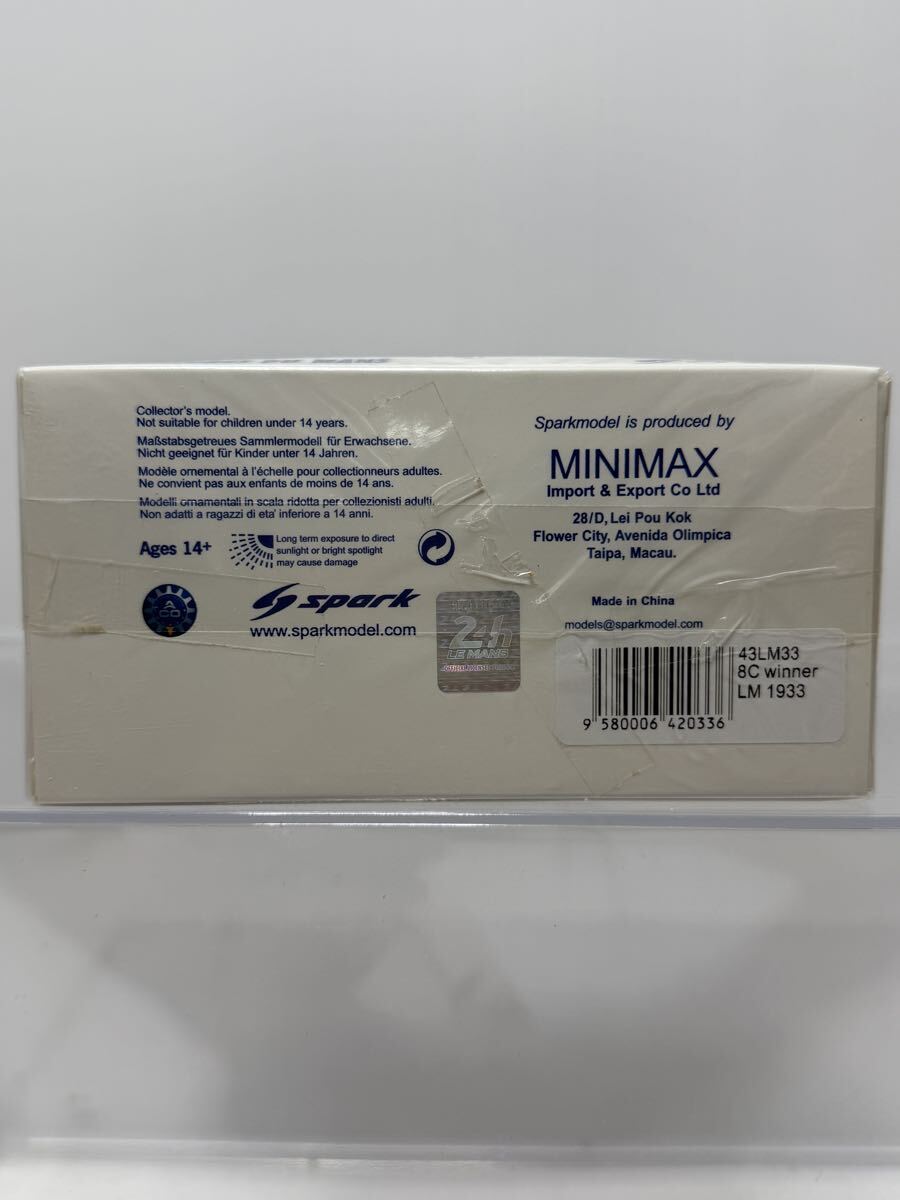 DU MANS
Collector's model.
Not suitable for children under 14 years.
Maßstabsgetreues Sammlermodell für Erwachsene.
Nicht geeignet für Kinder unter 14 Jahren.
Modèle ornemental à l'échelle pour collectionneurs adultes.
Ne convient pas aux enfants de moins de 14 ans.
Modelli ornamentali in scala ridotta per collezionisti adulti.
Non adatti a ragazzi di eta' inferiore a 14 anni.
Ages 14+
Long term exposure to direct
sunlight or bright spotlight
may cause damage
ACO
spark
www.sparkmodel.com
24h
LE MANS
Sparkmodel is produced by
MINIMAX
Import & Export Co Ltd
28/D, Lei Pou Kok
Flower City, Avenida Olimpica
Taipa, Macau.
Made in China
models@sparkmodel.com
43LM33
8C winner
LM 1933
9 580006 420336